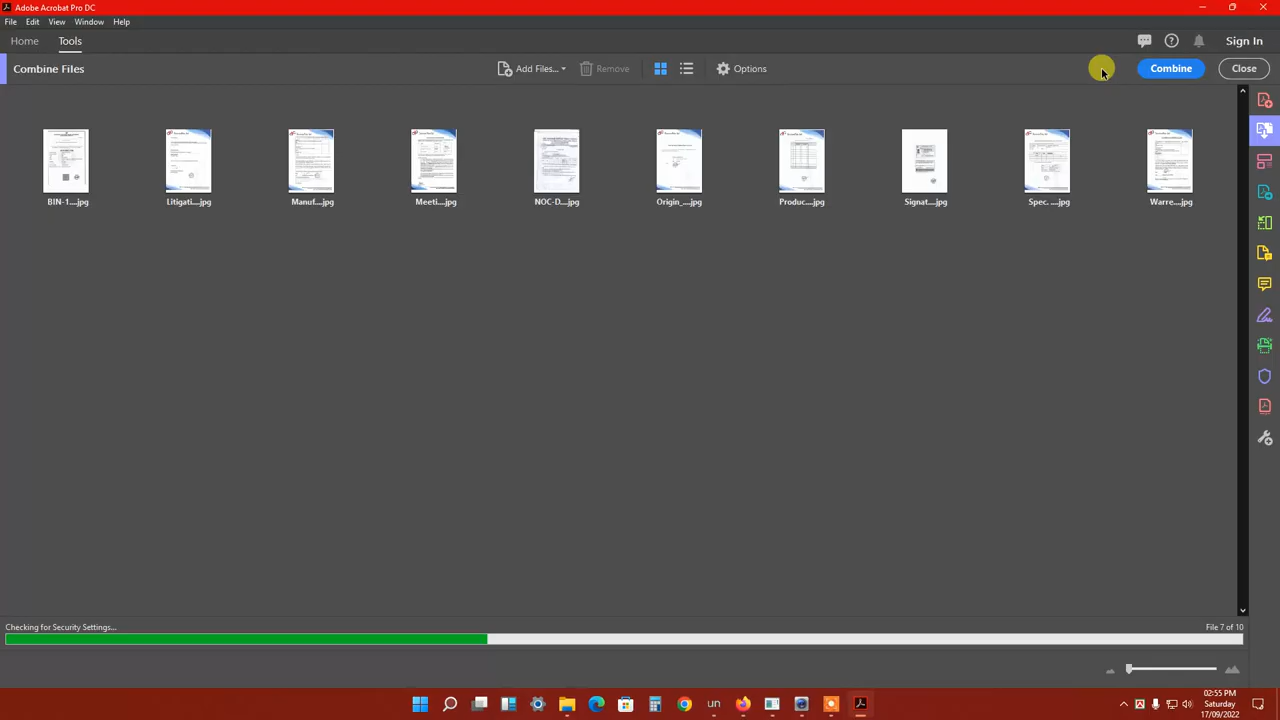 Adobe Acrobat Pro DC
File Edit View Window Help
Home Tools Sign In
Combine Files Add Files... Remove Options Combine Close
BIN-1....jpg Litigati....jpg Manuf....jpg Meeti....jpg NOC-D....jpg Origin_....jpg Produc....jpg Signat....jpg Spec. ....jpg Warre....jpg
Checking for Security Settings... File 7 of 10
un
02:55 PM
Saturday
17/09/2022